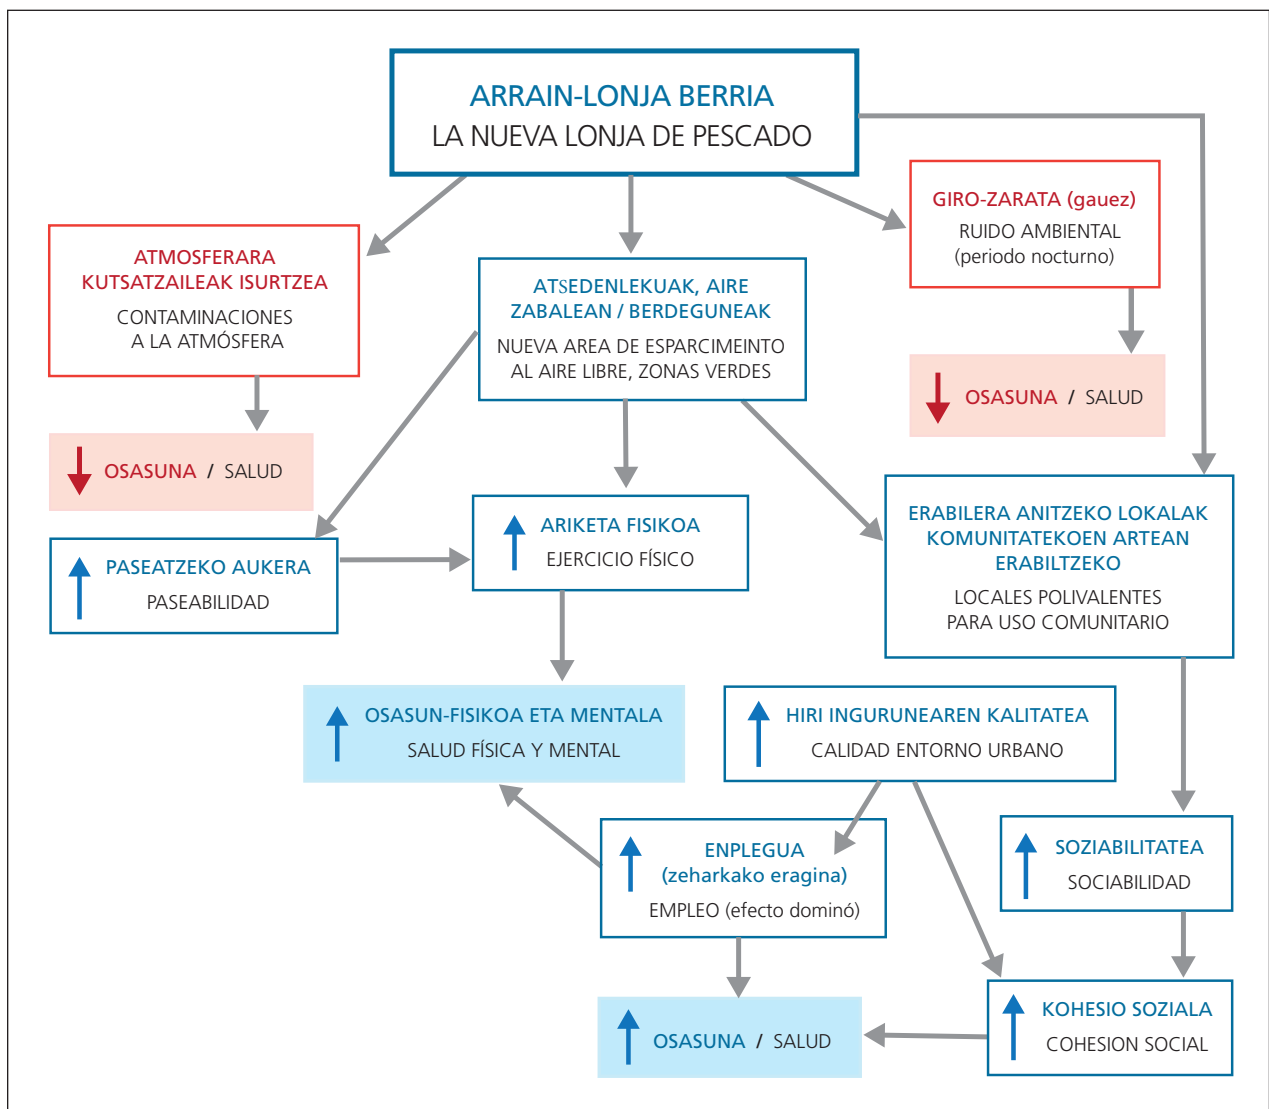 ARRAIN-LONJA BERRIA
LA NUEVA LONJA DE PESCADO
GIRO-ZARATA (gauez)
RUIDO AMBIENTAL
(periodo nocturno)
ATMOSFERARA
KUTSATZAILEAK ISURTZEA
CONTAMINACIONES
A LA ATMÓSFERA
ATSEDENLEKUAK, AIRE
ZABALEAN / BERDEGUNEAK
NUEVA AREA DE ESPARCIMEINTO
AL AIRE LIBRE, ZONAS VERDES
OSASUNA / SALUD
OSASUNA / SALUD
ARIKETA FISIKOA
EJERCICIO FÍSICO
ERABILERA ANITZEKO LOKALAK
KOMUNITATEKOEN ARTEAN
ERABILTZEKO
LOCALES POLIVALENTES
PARA USO COMUNITARIO
PASEATZEKO AUKERA
PASEABILIDAD
OSASUN-FISIKOA ETA MENTALA
SALUD FÍSICA Y MENTAL
HIRI INGURUNEAREN KALITATEA
CALIDAD ENTORNO URBANO
ENPLEGUA
(zeharkako eragina)
EMPLEO (efecto dominó)
SOZIABILITATEA
SOCIABILIDAD
OSASUNA / SALUD
KOHESIO SOZIALA
COHESION SOCIAL